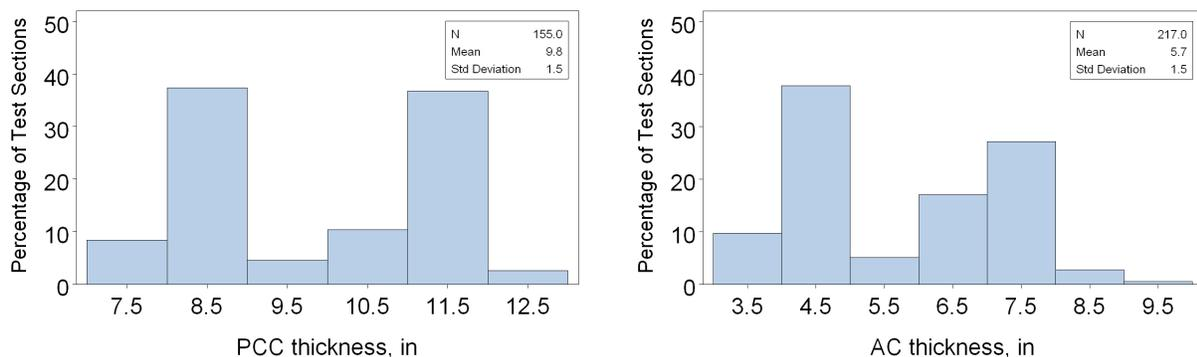 Percentage of Test Sections
50
40
30
20
10
0
N 155.0
Mean 9.8
Std Deviation 1.5
7.5 8.5 9.5 10.5 11.5 12.5
PCC thickness, in
Percentage of Test Sections
50
40
30
20
10
0
N 217.0
Mean 5.7
Std Deviation 1.5
3.5 4.5 5.5 6.5 7.5 8.5 9.5
AC thickness, in